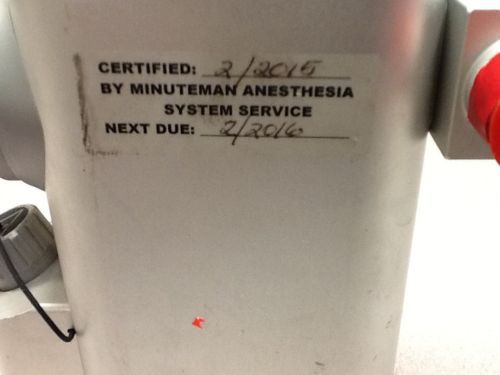 CERTIFIED: 2/2015
BY MINUTEMAN ANESTHESIA
SYSTEM SERVICE
NEXT DUE: 2/2016